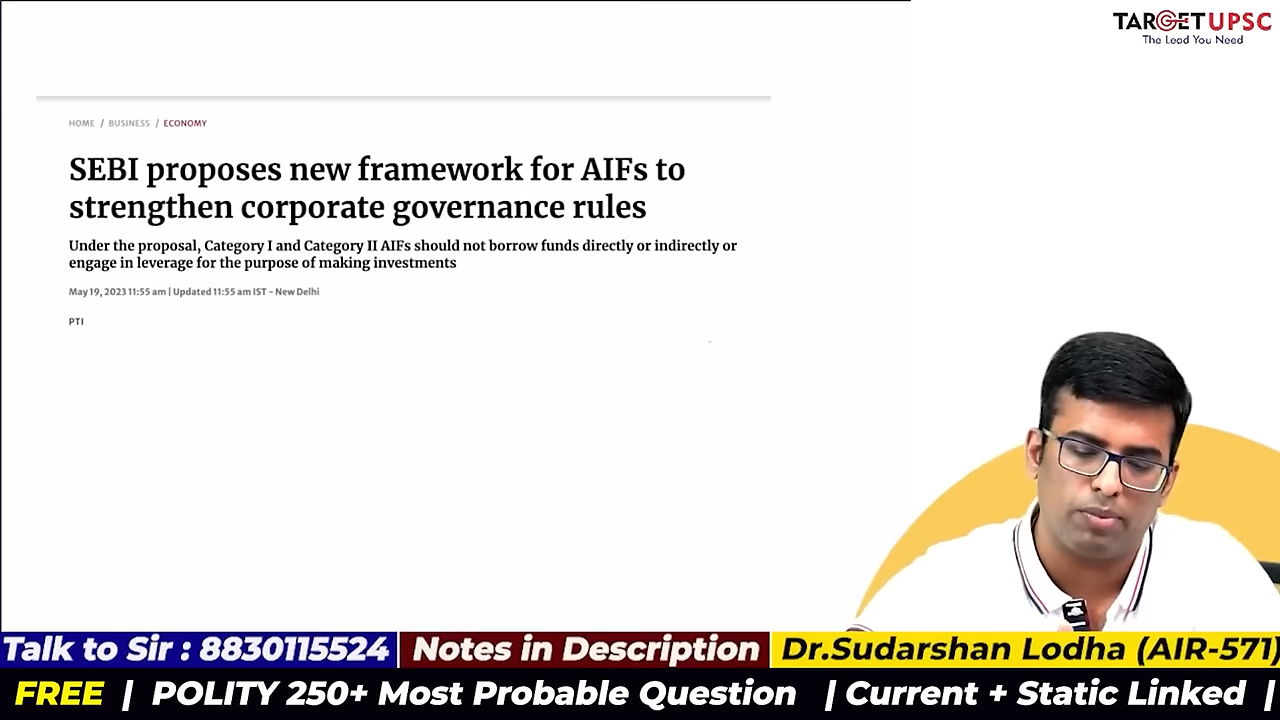 TARGETUPSC
The Lead You Need
HOME / BUSINESS / ECONOMY
SEBI proposes new framework for AIFs to
strengthen corporate governance rules
Under the proposal, Category I and Category II AIFs should not borrow funds directly or indirectly or
engage in leverage for the purpose of making investments
May 19, 2023 11:55 am | Updated 11:55 am IST - New Delhi
PTI
Talk to Sir : 8830115524
Notes in Description
Dr.Sudarshan Lodha (AIR-571)
FREE | POLITY 250+ Most Probable Question | Current + Static Linked |